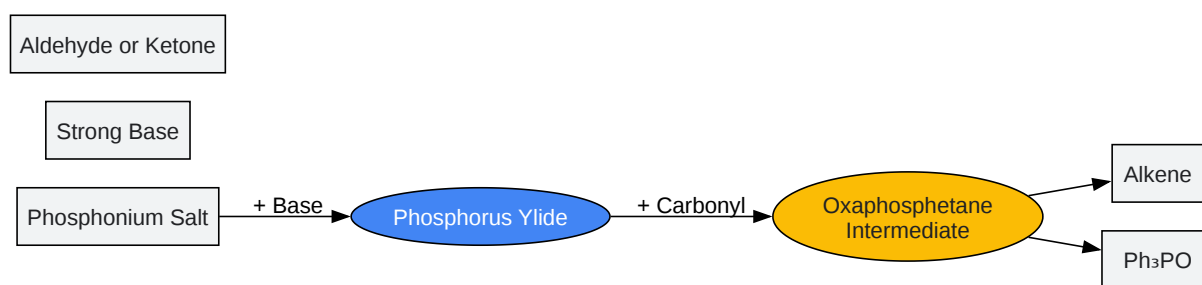 Aldehyde or Ketone
Strong Base
Phosphonium Salt
+ Base
Phosphorus Ylide
+ Carbonyl
Oxaphosphetane
Intermediate
Alkene
Ph₃PO